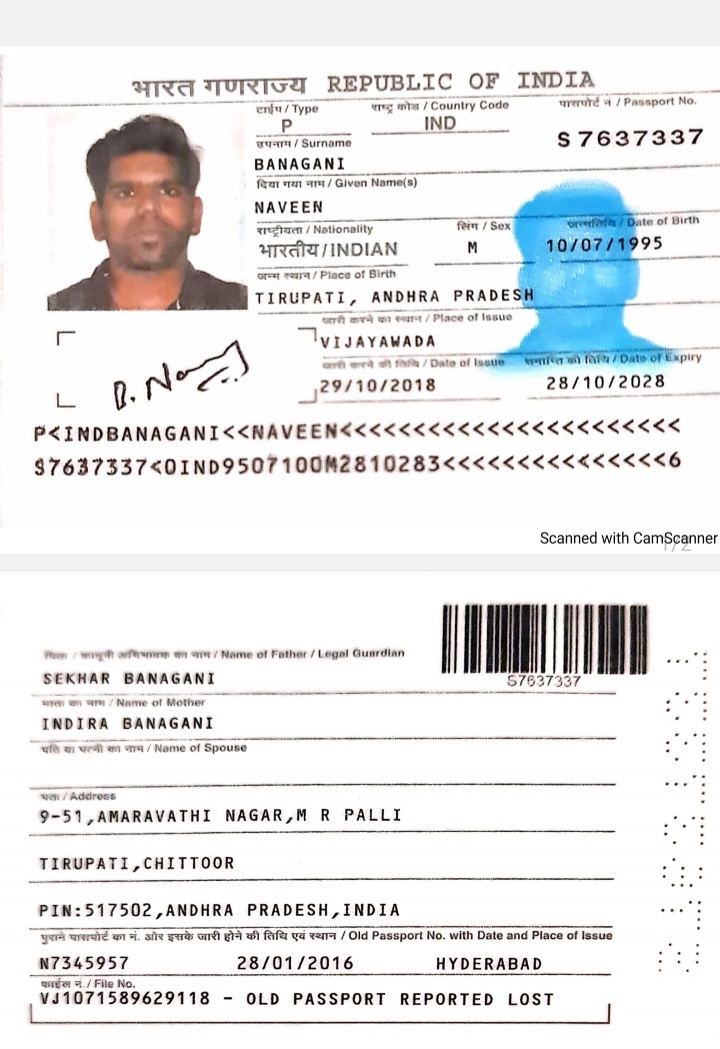 भारत गणराज्य REPUBLIC OF INDIA
टाईप / Type राष्ट्र कोड / Country Code पासपोर्ट नं / Passport No.
P IND S7637337
उपनाम / Surname
BANAGANI
दिया गया नाम / Given Name(s)
NAVEEN
राष्ट्रीयता / Nationality लिंग / Sex जन्मतिथि / Date of Birth
भारतीय/INDIAN M 10/07/1995
जन्म स्थान / Place of Birth
TIRUPATI, ANDHRA PRADESH
जारी करने का स्थान / Place of Issue
VIJAYAWADA
जारी करने की तिथि / Date of Issue समाप्ति की तिथि / Date of Expiry
29/10/2018 28/10/2028
B. Nav
P<INDBANAGANI<<NAVEEN<<<<<<<<<<<<<<<<<<<<<<<
S7637337<0IND9507100M2810283<<<<<<<<<<<<<<<6
Scanned with CamScanner
1/2
पिता / कानूनी अभिभावक का नाम / Name of Father / Legal Guardian
S7637337
SEKHAR BANAGANI
माता का नाम / Name of Mother
INDIRA BANAGANI
पति या पत्नी का नाम / Name of Spouse
पता / Address
9-51,AMARAVATHI NAGAR,M R PALLI
TIRUPATI,CHITTOOR
PIN:517502,ANDHRA PRADESH,INDIA
पुराने पासपोर्ट का नं. और इसके जारी होने की तिथि एवं स्थान / Old Passport No. with Date and Place of Issue
N7345957 28/01/2016 HYDERABAD
फाईल नं./ File No.
VJ1071589629118 - OLD PASSPORT REPORTED LOST